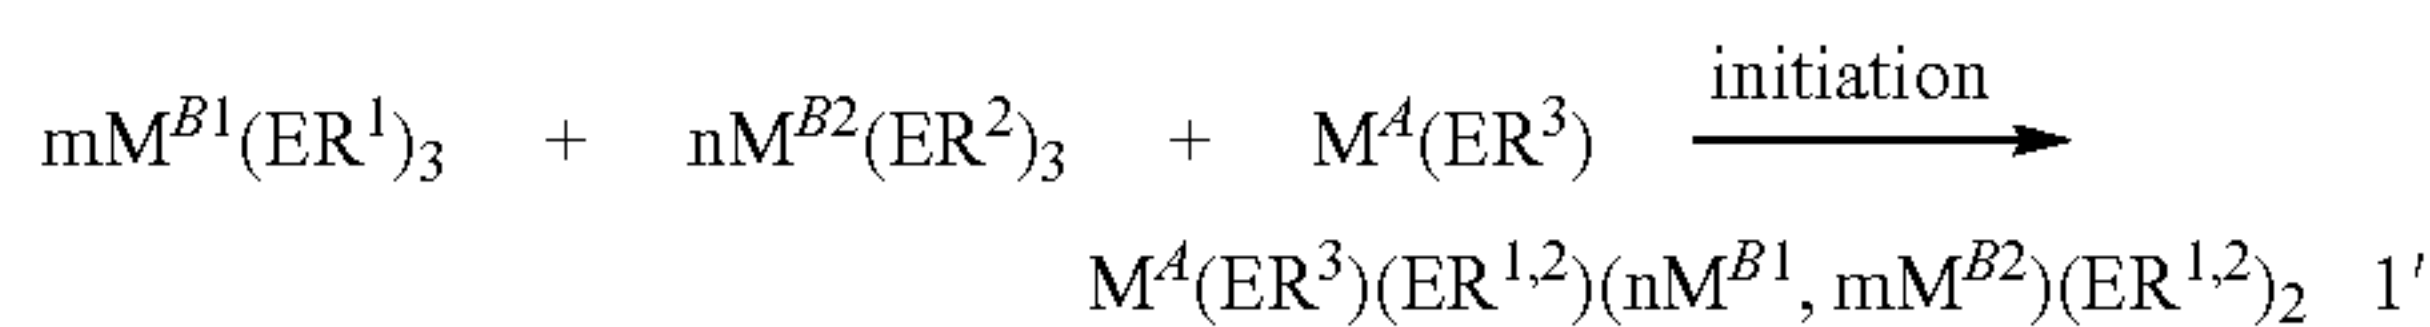 initiation
mM^{B1}(ER^1)_3 + nM^{B2}(ER^2)_3 + M^A(ER^3) ⟶
M^A(ER^3)(ER^{1,2})(nM^{B1}, mM^{B2})(ER^{1,2})_2 1′